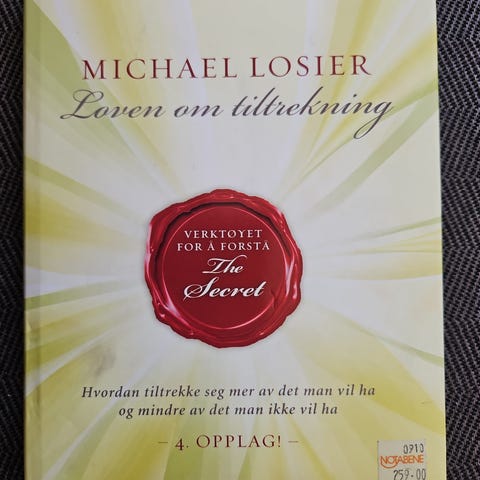 MICHAEL LOSIER
Loven om tiltrekning
VERKTØYET
FOR Å FORSTÅ
The
Secret
Hvordan tiltrekke seg mer av det man vil ha
og mindre av det man ikke vil ha
– 4. OPPLAG! –
0710
NOTABENE
259-00